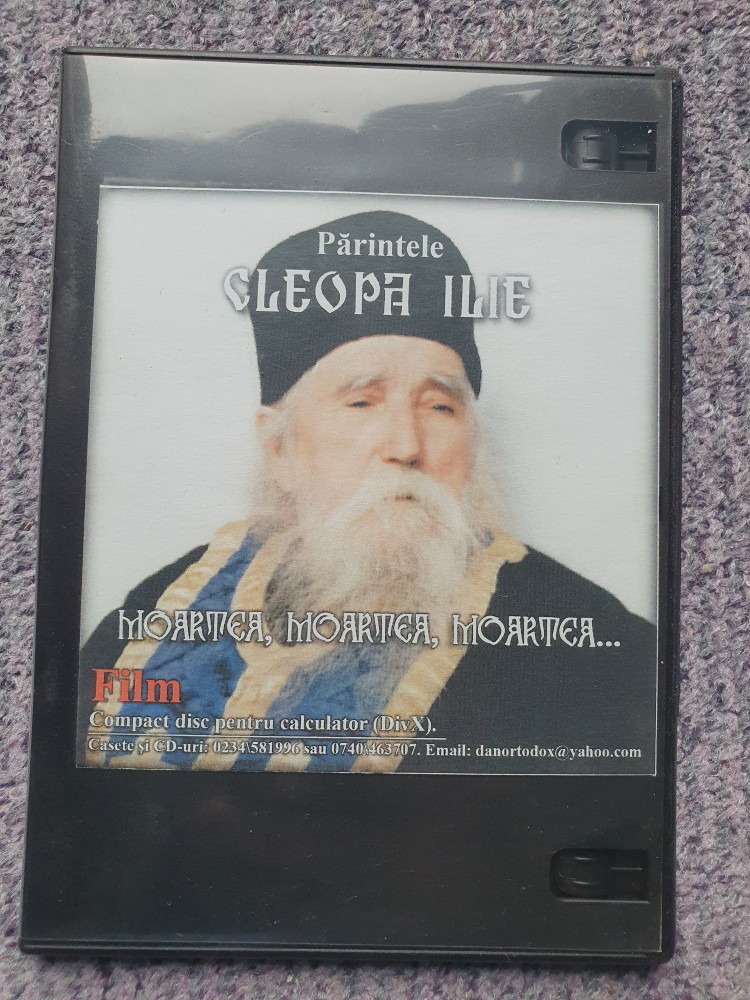 Părintele
CLEOPA ILIE
MOARTEA, MOARTEA, MOARTEA...
Film
Compact disc pentru calculator (DivX).
Casete și CD-uri: 0234\581996 sau 0740\463707. Email: danortodox@yahoo.com